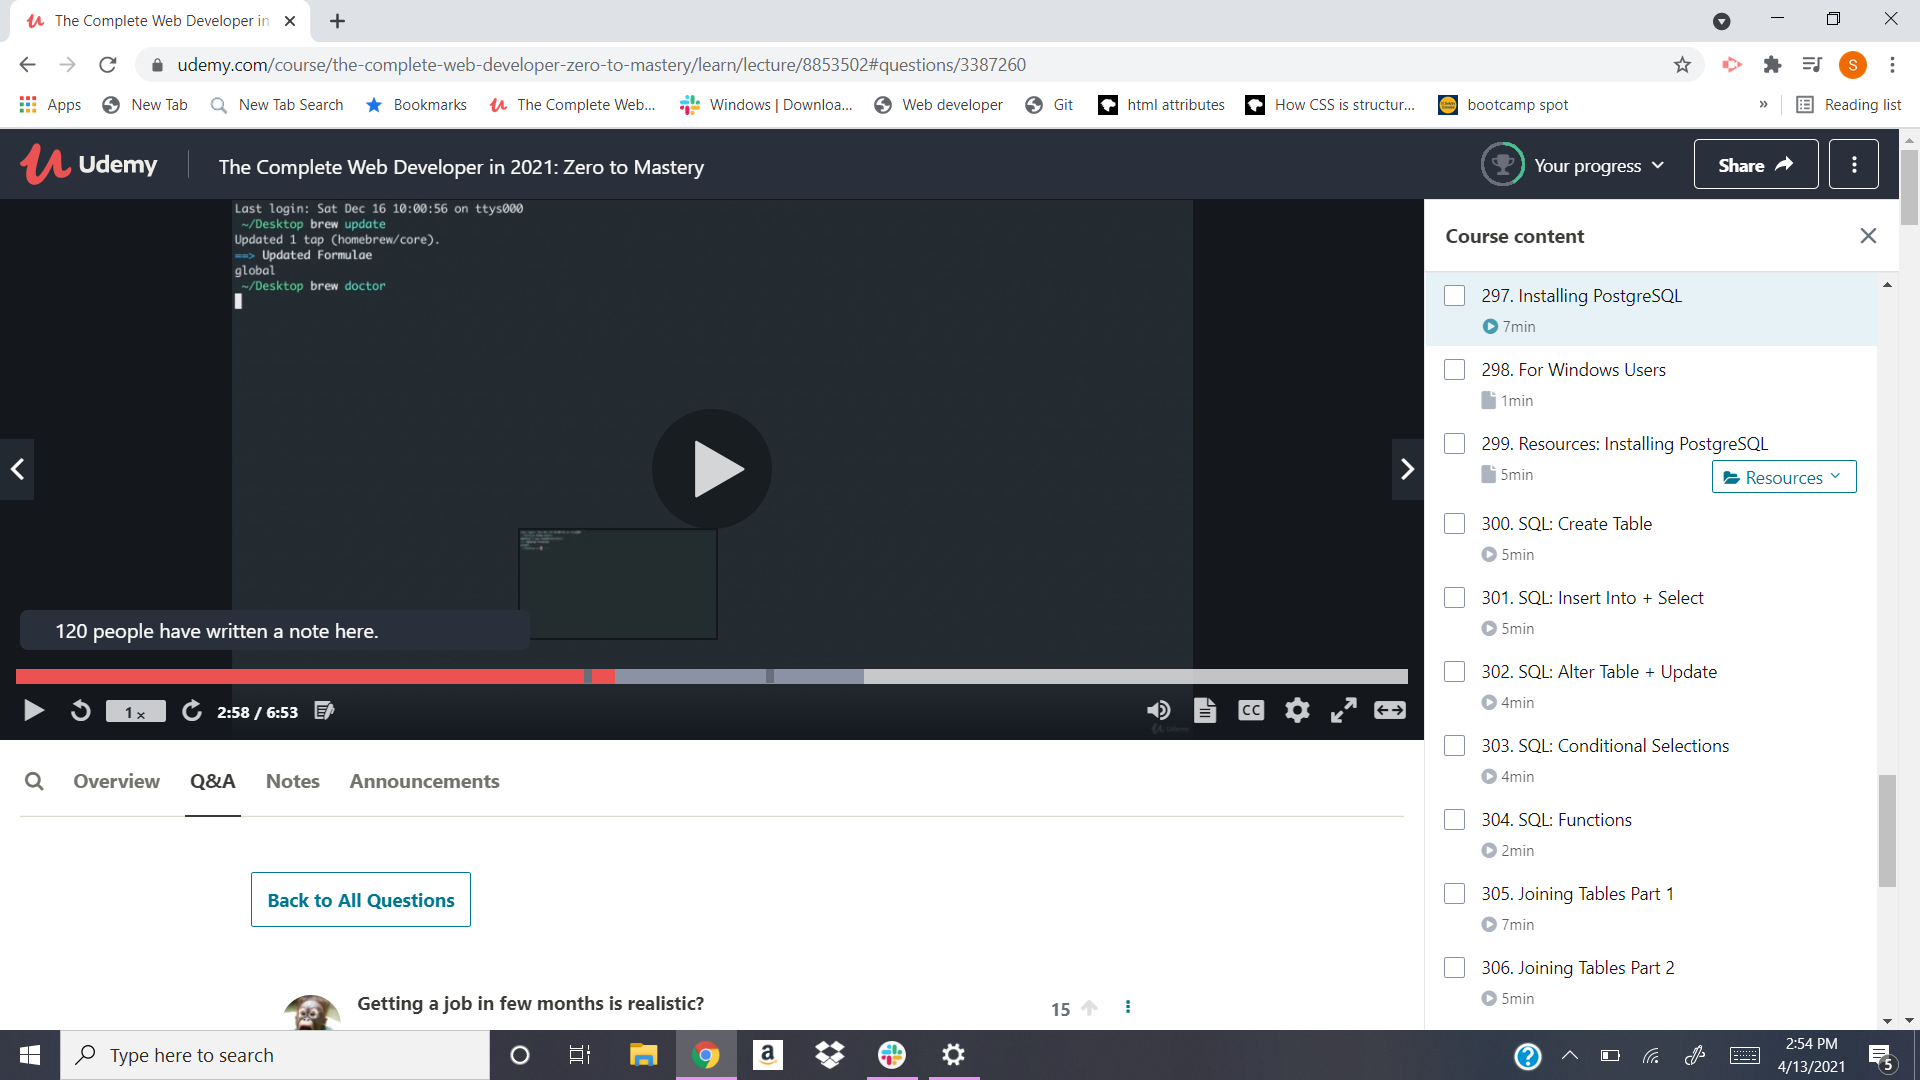 The Complete Web Developer in
udemy.com/course/the-complete-web-developer-zero-to-mastery/learn/lecture/8853502#questions/3387260
S
Apps
New Tab
New Tab Search
Bookmarks
The Complete Web...
Windows | Downloa...
Web developer
Git
html attributes
How CSS is structur...
bootcamp spot
»
Reading list
Udemy
The Complete Web Developer in 2021: Zero to Mastery
Your progress
Share
Last login: Sat Dec 16 10:00:56 on ttys000
~/Desktop brew update
Updated 1 tap (homebrew/core).
==> Updated Formulae
global
~/Desktop brew doctor
120 people have written a note here.
1 x
2:58 / 6:53
CC
Course content
297. Installing PostgreSQL
7min
298. For Windows Users
1min
299. Resources: Installing PostgreSQL
5min
Resources
300. SQL: Create Table
5min
301. SQL: Insert Into + Select
5min
302. SQL: Alter Table + Update
4min
303. SQL: Conditional Selections
4min
304. SQL: Functions
2min
305. Joining Tables Part 1
7min
306. Joining Tables Part 2
5min
Overview
Q&A
Notes
Announcements
Back to All Questions
Getting a job in few months is realistic?
15
Type here to search
2:54 PM
4/13/2021
5